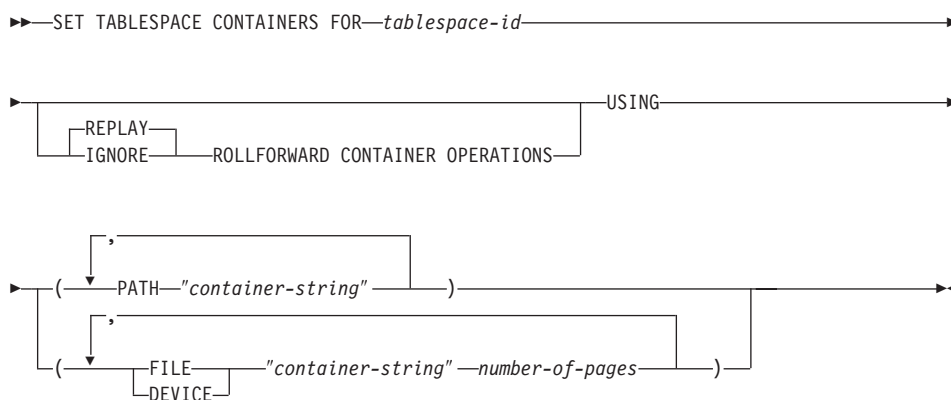 SET TABLESPACE CONTAINERS FOR tablespace-id
USING
REPLAY
IGNORE ROLLFORWARD CONTAINER OPERATIONS
,
( PATH "container-string" )
,
( FILE "container-string" number-of-pages )
DEVICE